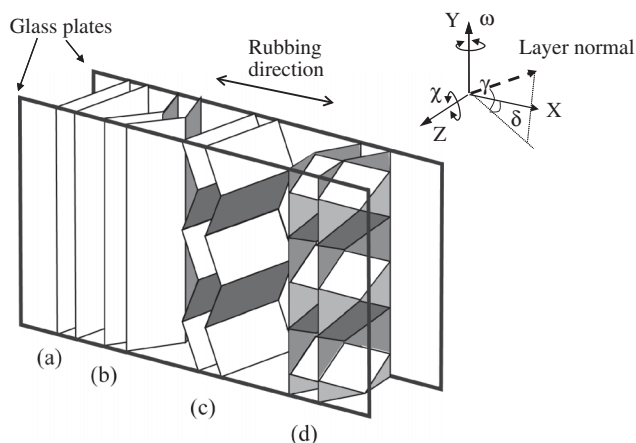 Glass plates
Rubbing
direction
Y
ω
Layer normal
χ
γ
X
δ
Z
(a)
(b)
(c)
(d)